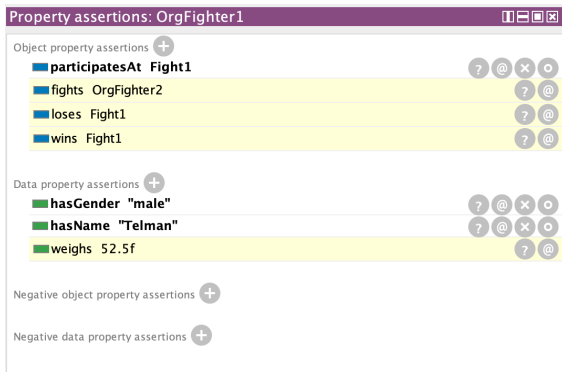 Property assertions: OrgFighter1
Object property assertions
participatesAt Fight1
fights OrgFighter2
loses Fight1
wins Fight1
Data property assertions
hasGender "male"
hasName "Telman"
weighs 52.5f
Negative object property assertions
Negative data property assertions